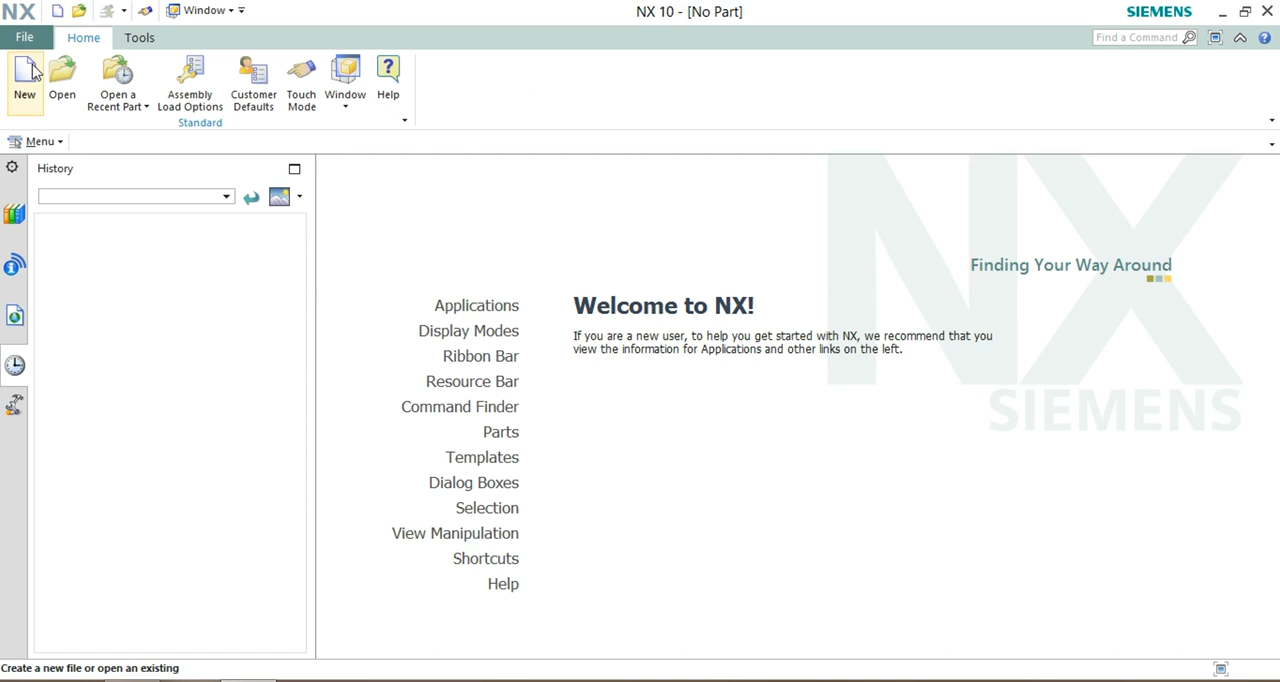 NX Window NX 10 - [No Part] SIEMENS
File Home Tools Find a Command
New Open Open a Recent Part Assembly Load Options Customer Defaults Touch Mode Window Help
Standard
Menu
History
Finding Your Way Around
Applications
Display Modes
Ribbon Bar
Resource Bar
Command Finder
Parts
Templates
Dialog Boxes
Selection
View Manipulation
Shortcuts
Help
Welcome to NX!
If you are a new user, to help you get started with NX, we recommend that you
view the information for Applications and other links on the left.
NX
SIEMENS
Create a new file or open an existing